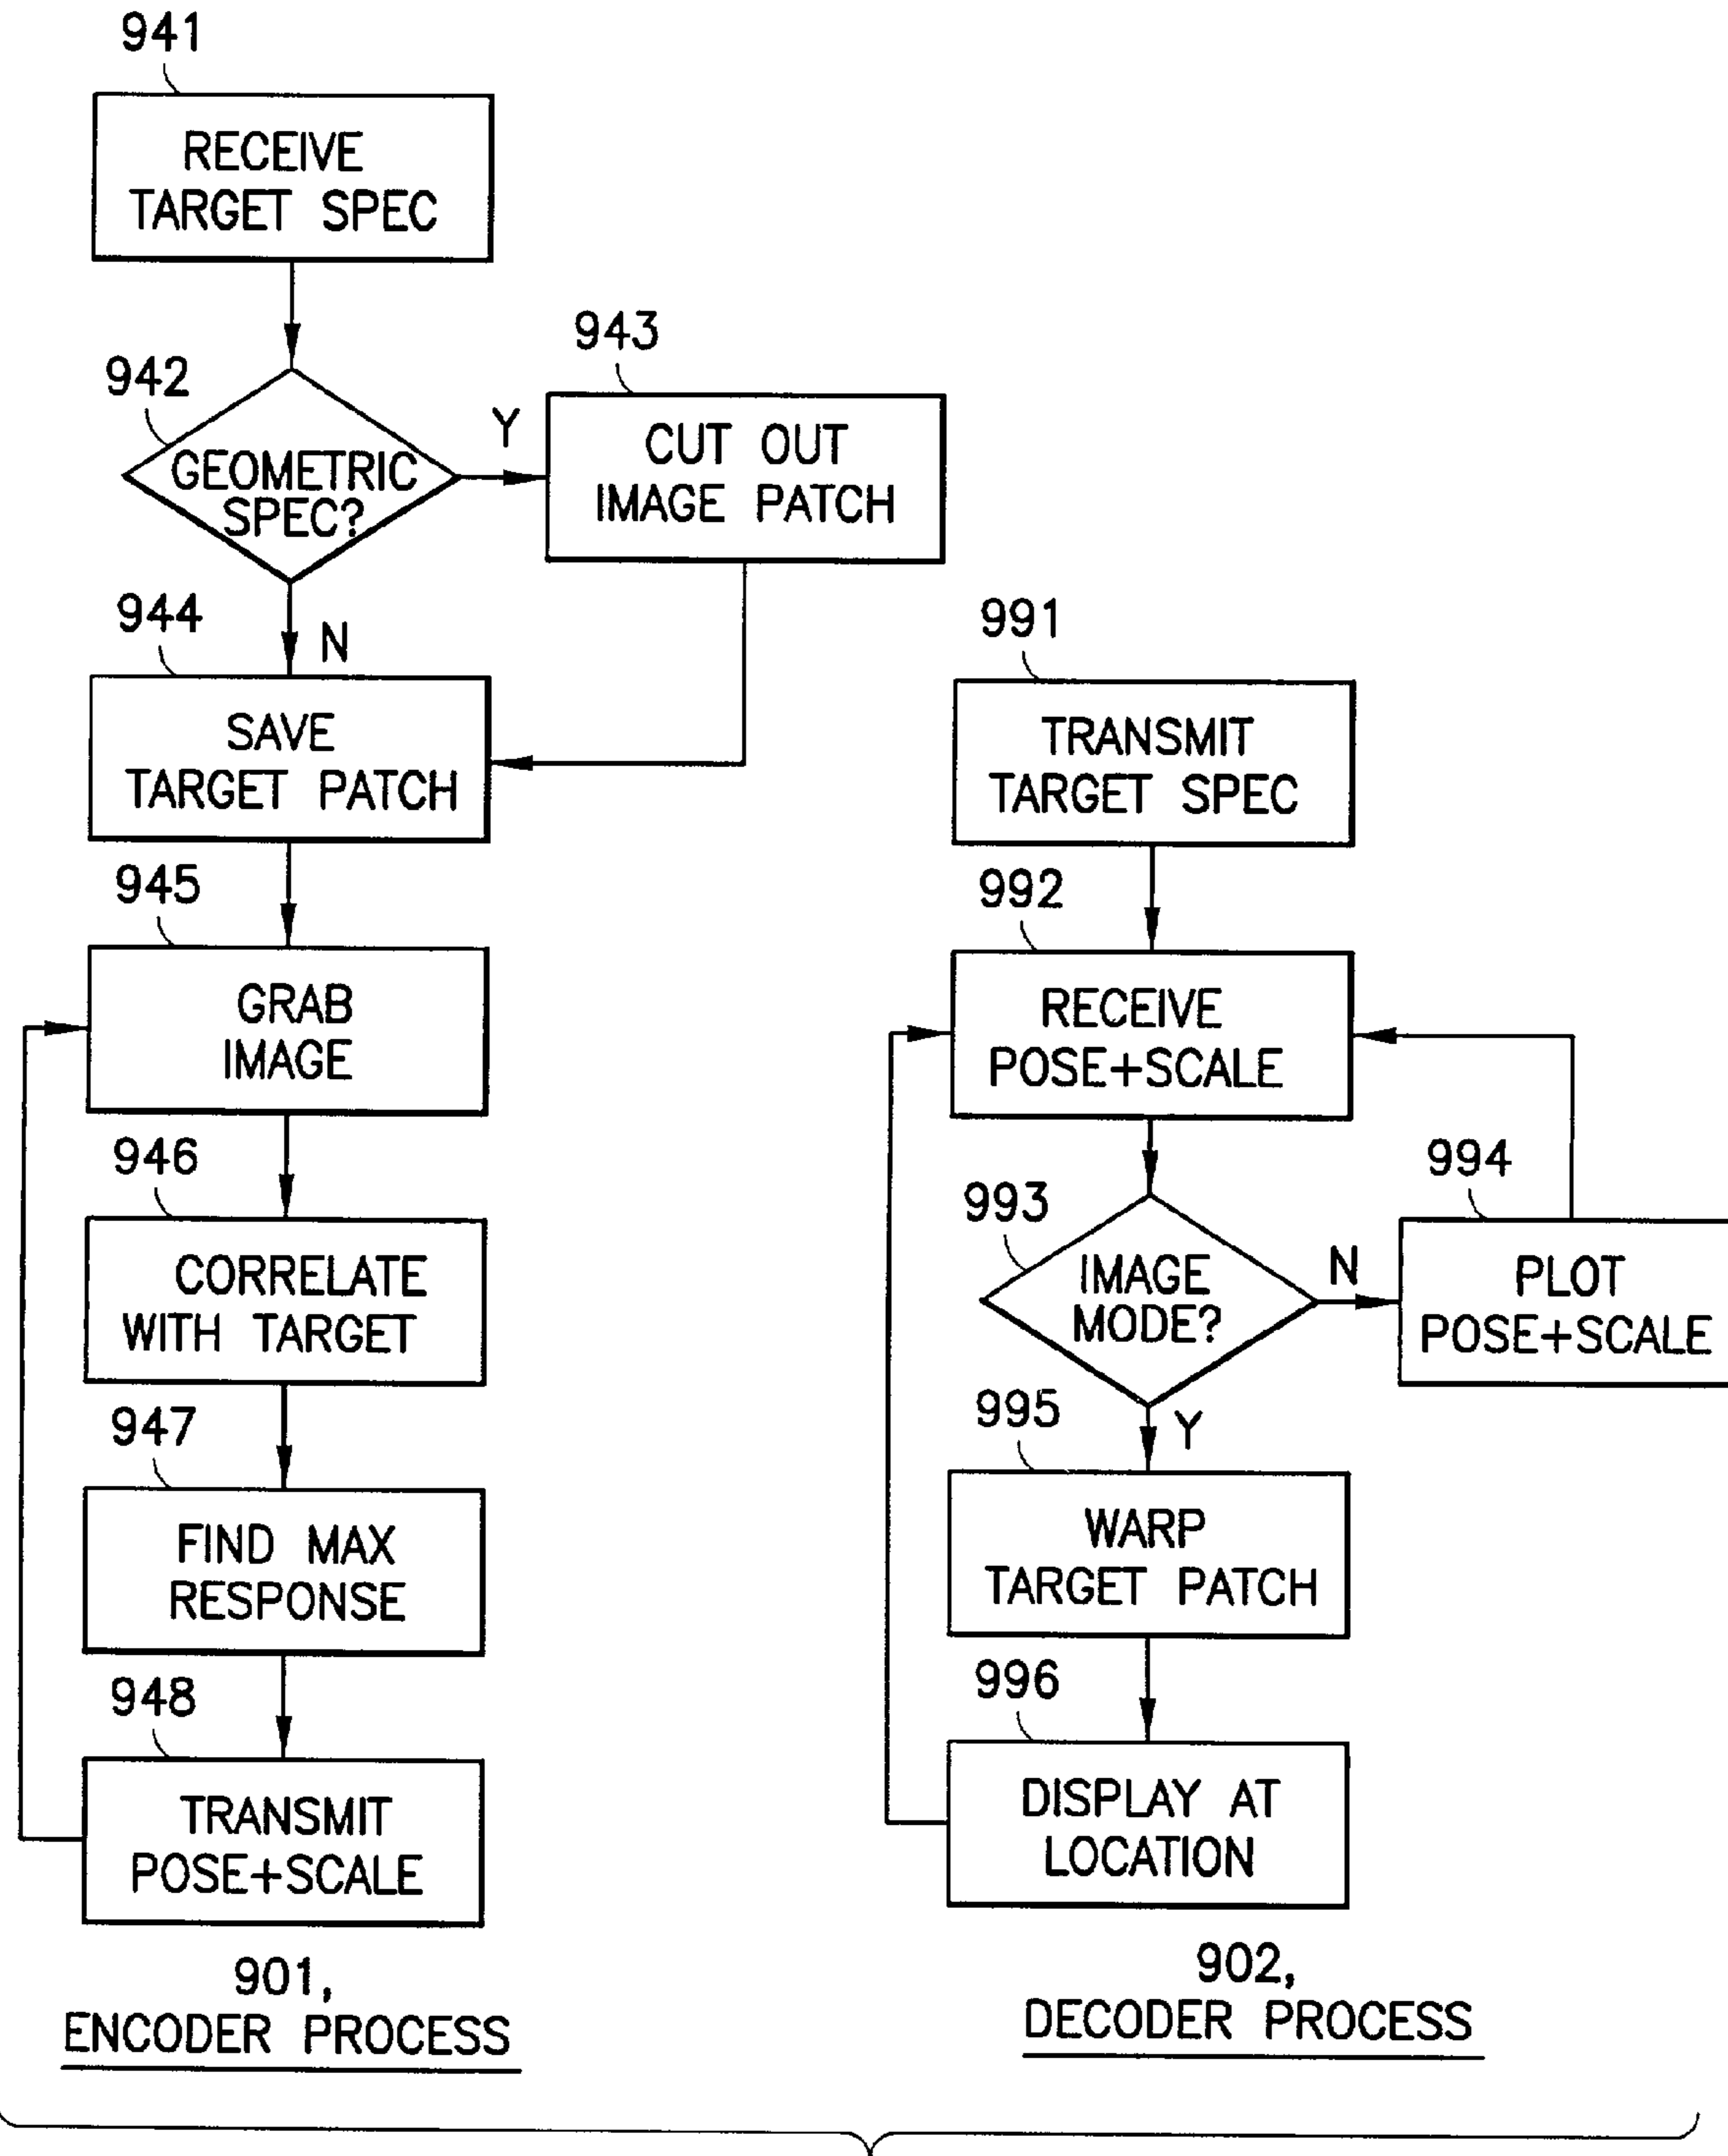 941
RECEIVE
TARGET SPEC
942
GEOMETRIC
SPEC?
Y
943
CUT OUT
IMAGE PATCH
N
944
SAVE
TARGET PATCH
945
GRAB
IMAGE
946
CORRELATE
WITH TARGET
947
FIND MAX
RESPONSE
948
TRANSMIT
POSE+SCALE
901,
ENCODER PROCESS
991
TRANSMIT
TARGET SPEC
992
RECEIVE
POSE+SCALE
993
IMAGE
MODE?
N
994
PLOT
POSE+SCALE
Y
995
WARP
TARGET PATCH
996
DISPLAY AT
LOCATION
902,
DECODER PROCESS